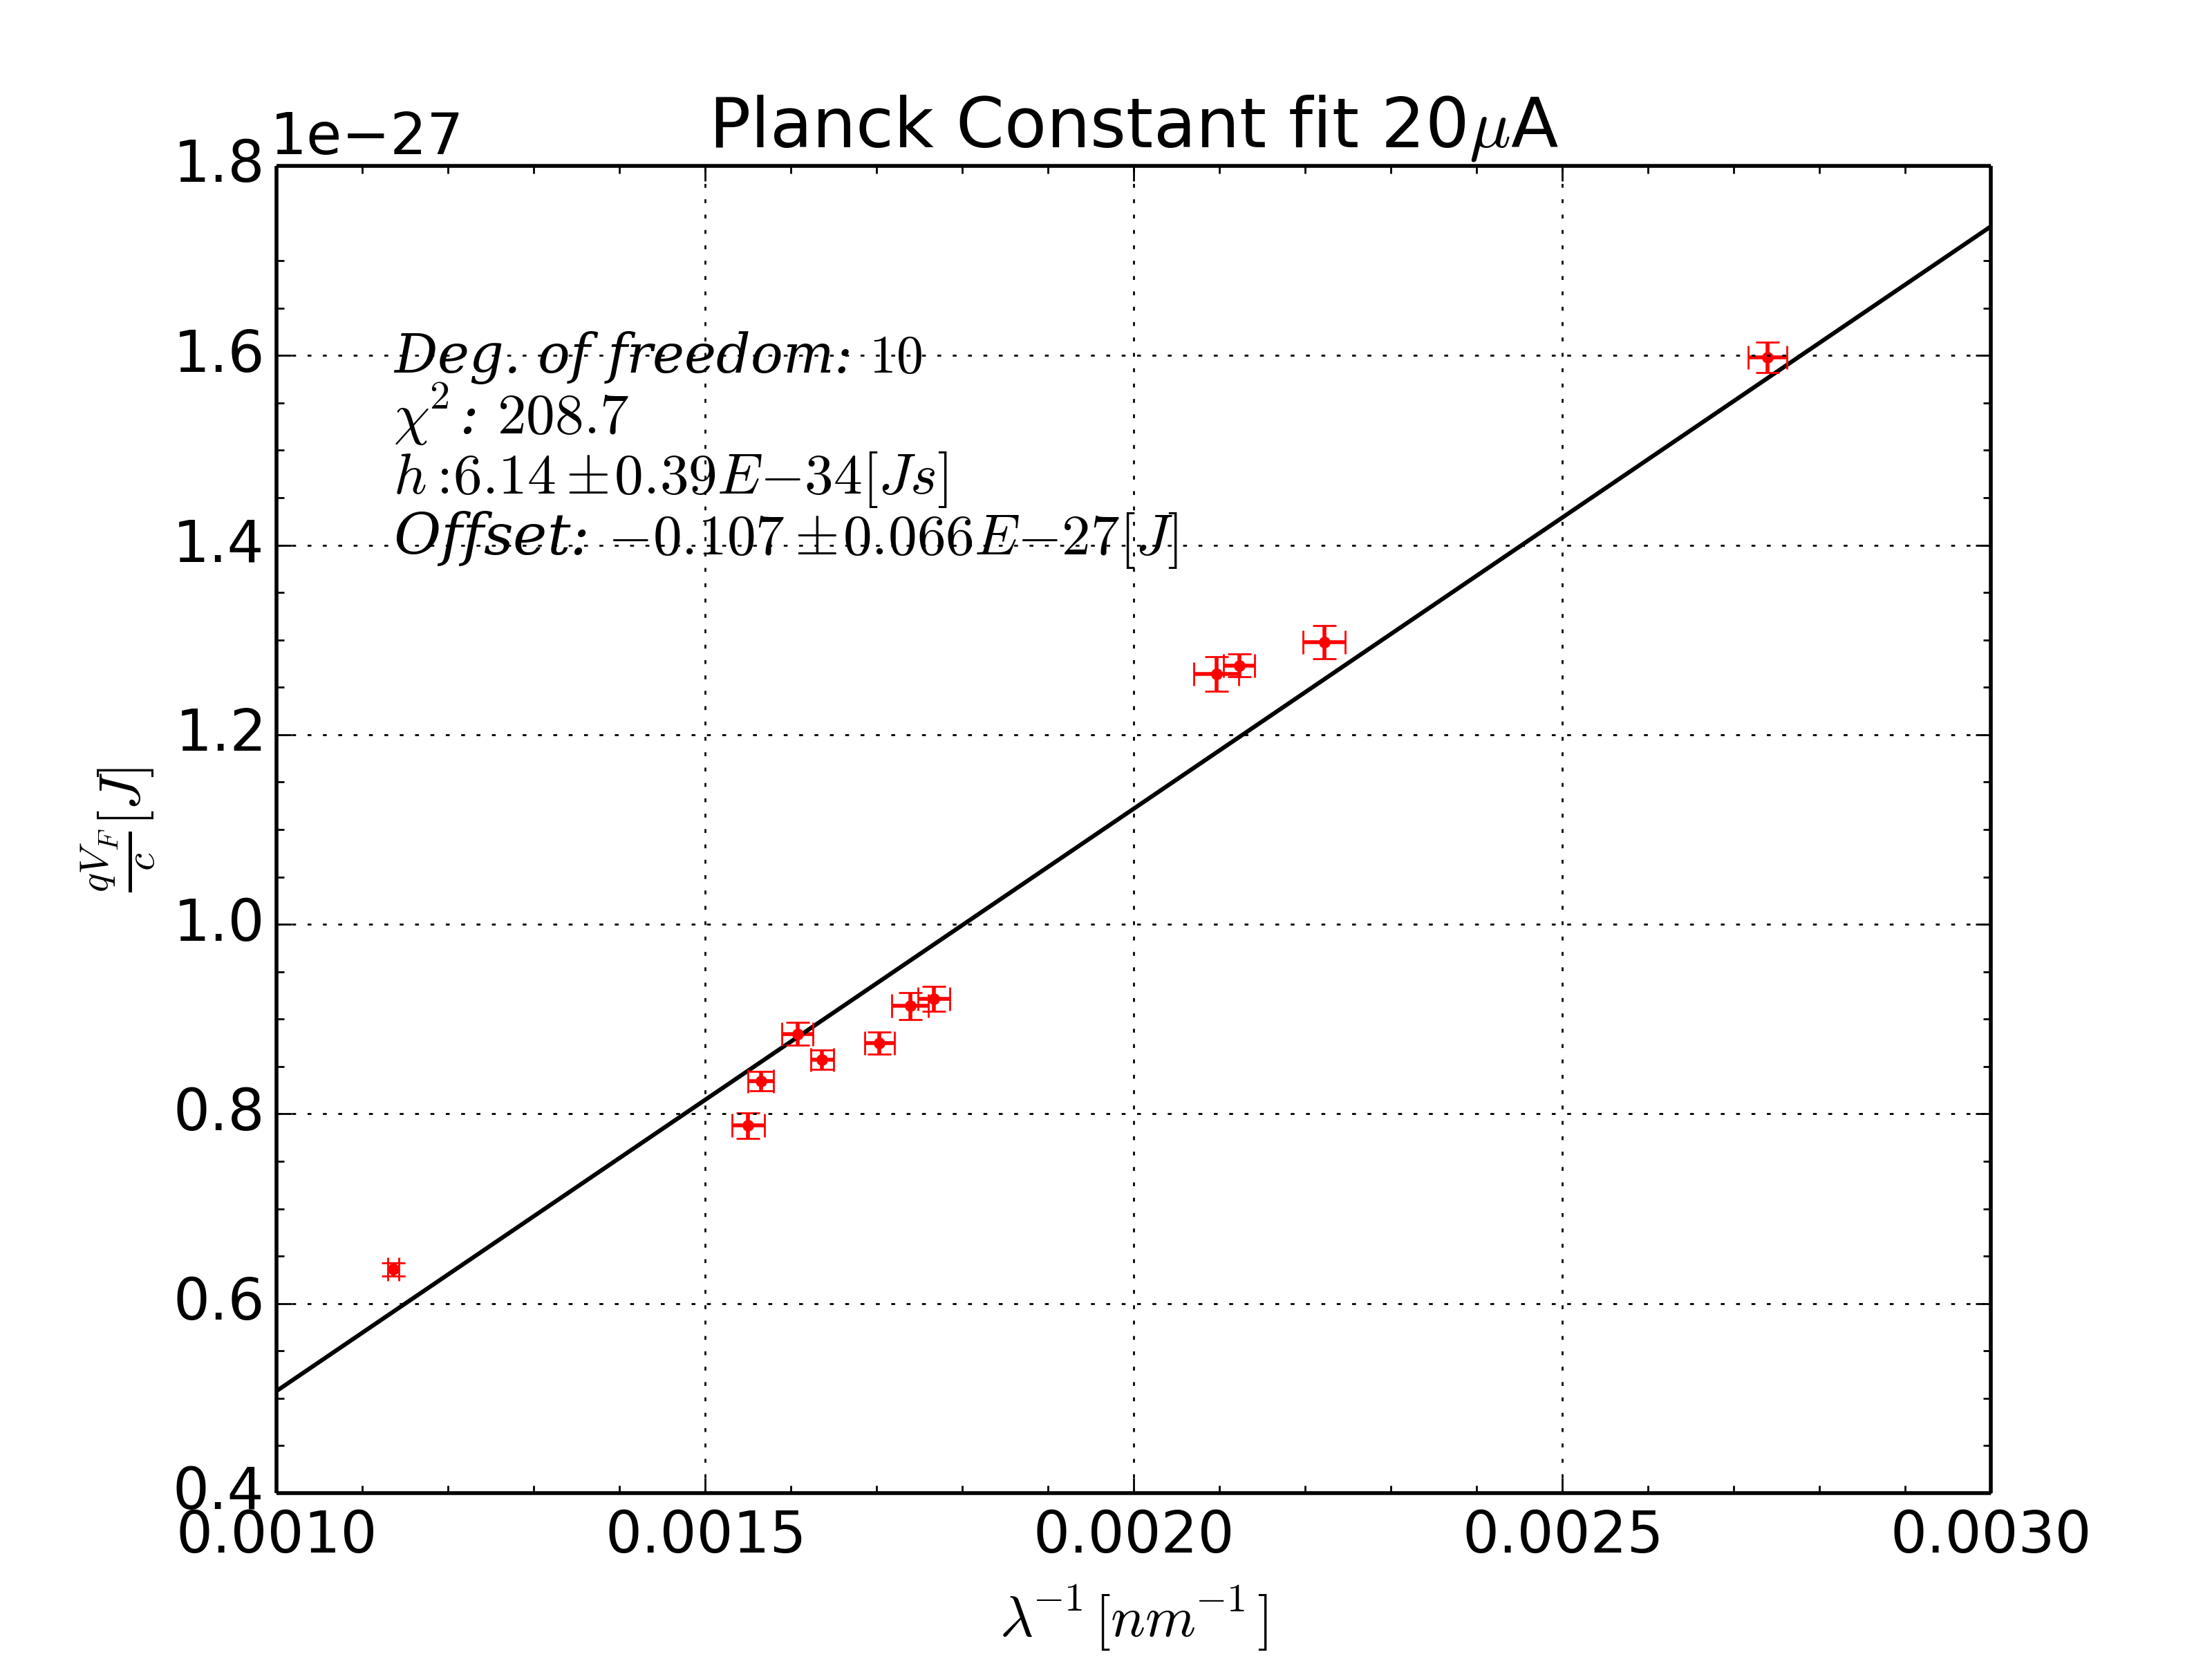 Planck Constant fit 20μA
1e−27
1.8
1.6
1.4
1.2
1.0
0.8
0.6
0.4
Deg. of freedom: 10
χ² : 208.7
h :6.14 ±0.39E−34[Js]
Offset: −0.107 ±0.066E−27[J]
qV_F/c [J]
0.0010 0.0015 0.0020 0.0025 0.0030
λ⁻¹ [nm⁻¹]